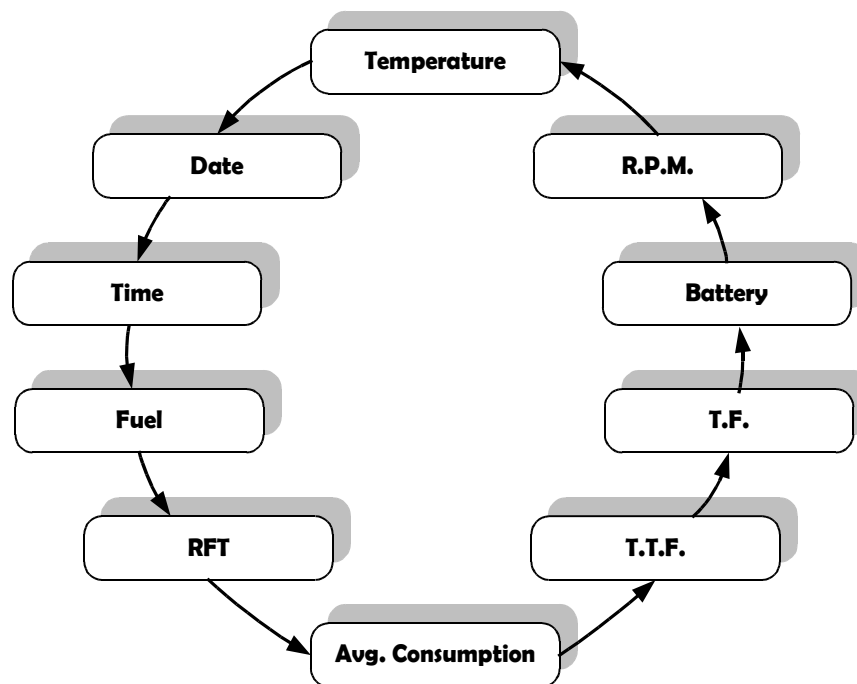 Temperature
Date
R.P.M.
Time
Battery
Fuel
T.F.
RFT
T.T.F.
Avg. Consumption